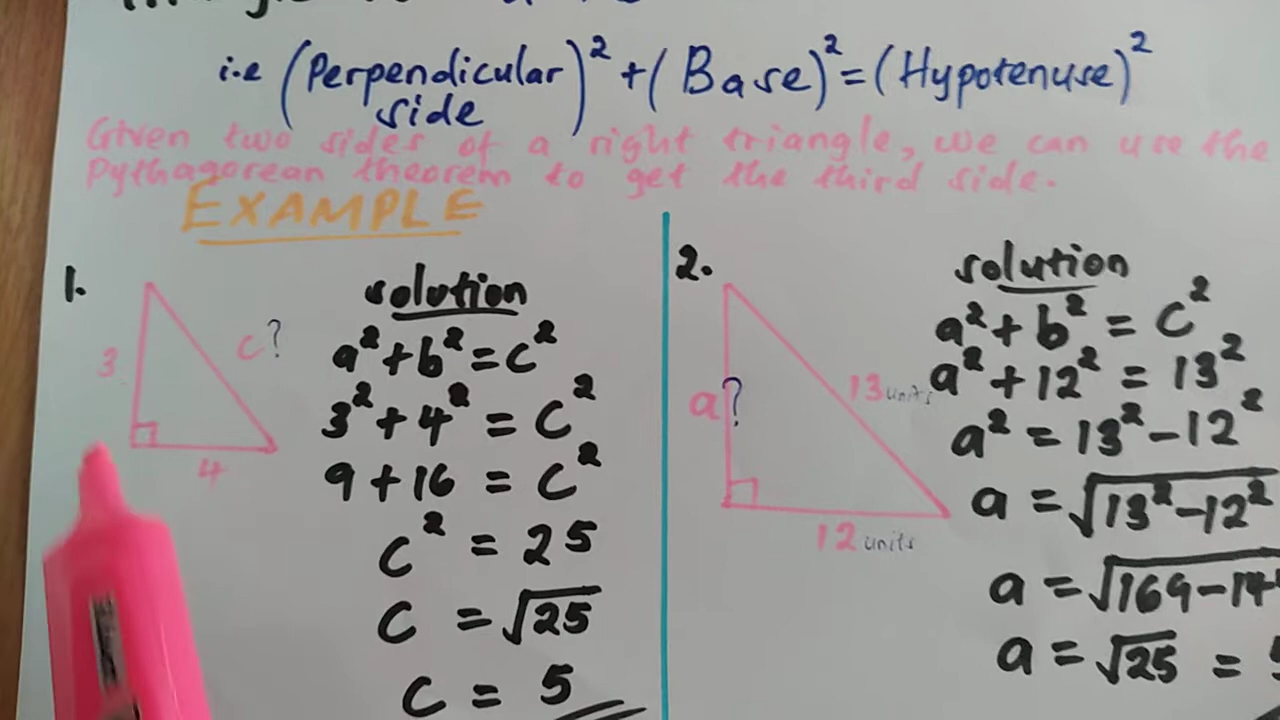 i.e (Perpendicular side)² + (Base)² = (Hypotenuse)²
Given two sides of a right triangle, we can use the
Pythagorean theorem to get the third side.
EXAMPLE
1.
3
c?
4
solution
a² + b² = c²
3² + 4² = c²
9 + 16 = c²
c² = 25
c = √25
c = 5
2.
a?
13 units
12 units
solution
a² + b² = c²
a² + 12² = 13²
a² = 13² - 12²
a = √13² - 12²
a = √169 - 14
a = √25 =